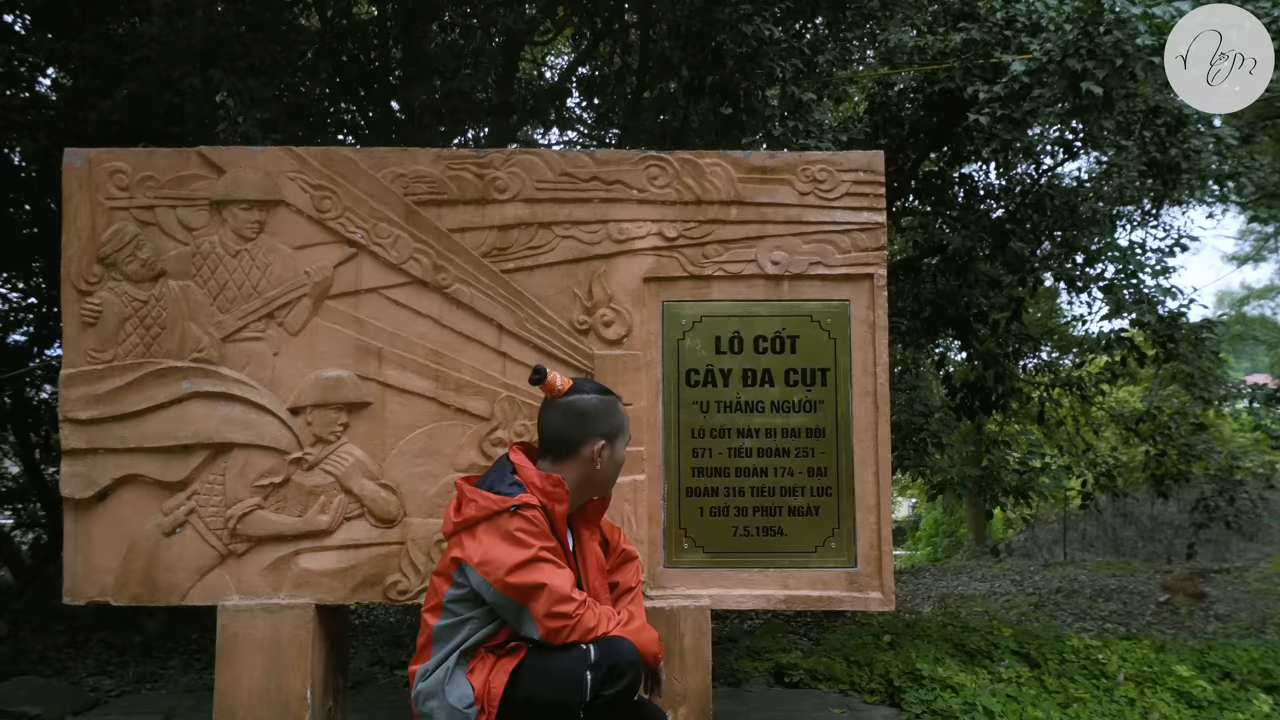 LÔ CỐT
CÂY ĐA CỤT
“Ụ THẰNG NGƯỜI”
LÔ CỐT NÀY BỊ ĐẠI ĐỘI
671 - TIỂU ĐOÀN 251 -
TRUNG ĐOÀN 174 - ĐẠI
ĐOÀN 316 TIÊU DIỆT LÚC
1 GIỜ 30 PHÚT NGÀY
7.5.1954.